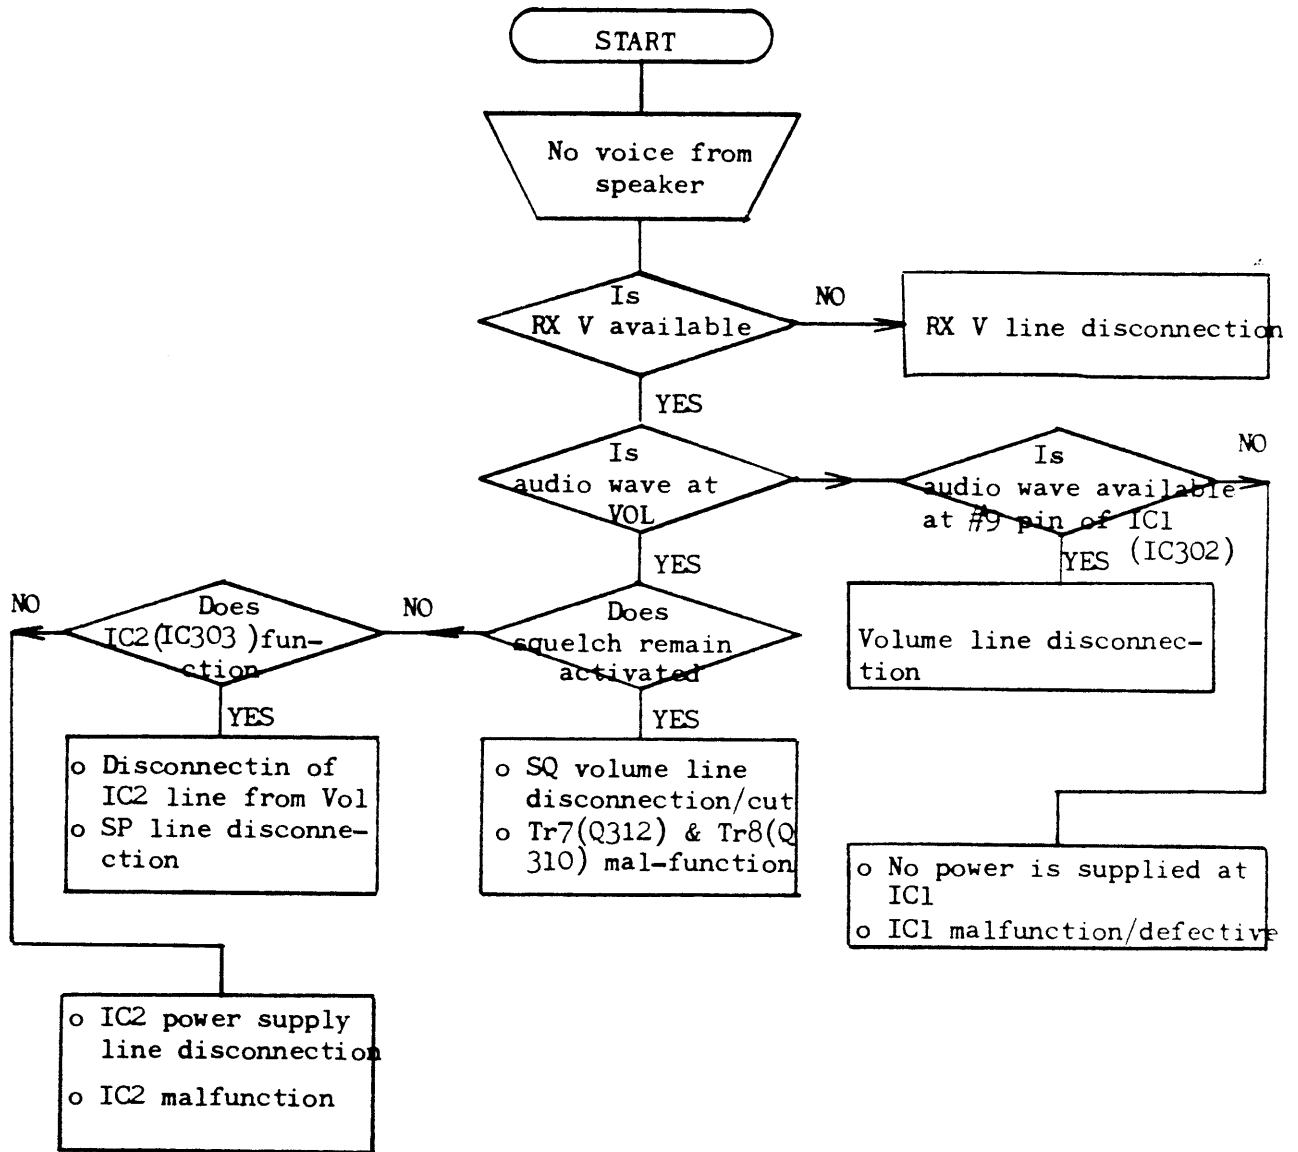 START
No voice from
speaker
Is
RX V available
NO
RX V line disconnection
YES
Is
audio wave at
VOL
Is
audio wave available
at #9 pin of IC1
(IC302)
NO
YES
Volume line disconnec-
tion
YES
Does
squelch remain
activated
NO
Does
IC2(IC303)fun-
ction
NO
YES
o Disconnectin of
IC2 line from Vol
o SP line disconne-
ction
YES
o SQ volume line
disconnection/cut
o Tr7(Q312) & Tr8(Q
310) mal-function
o No power is supplied at
IC1
o IC1 malfunction/defective
o IC2 power supply
line disconnection
o IC2 malfunction